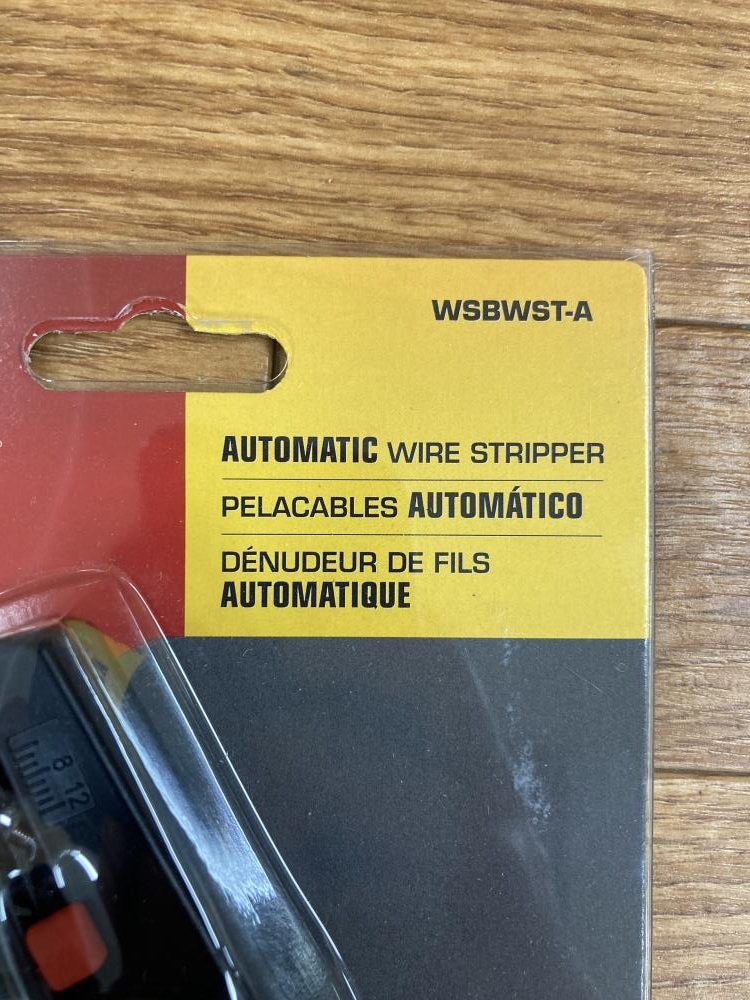 WSBWST-A
AUTOMATIC WIRE STRIPPER
PELACABLES AUTOMÁTICO
DÉNUDEUR DE FILS
AUTOMATIQUE
8 12